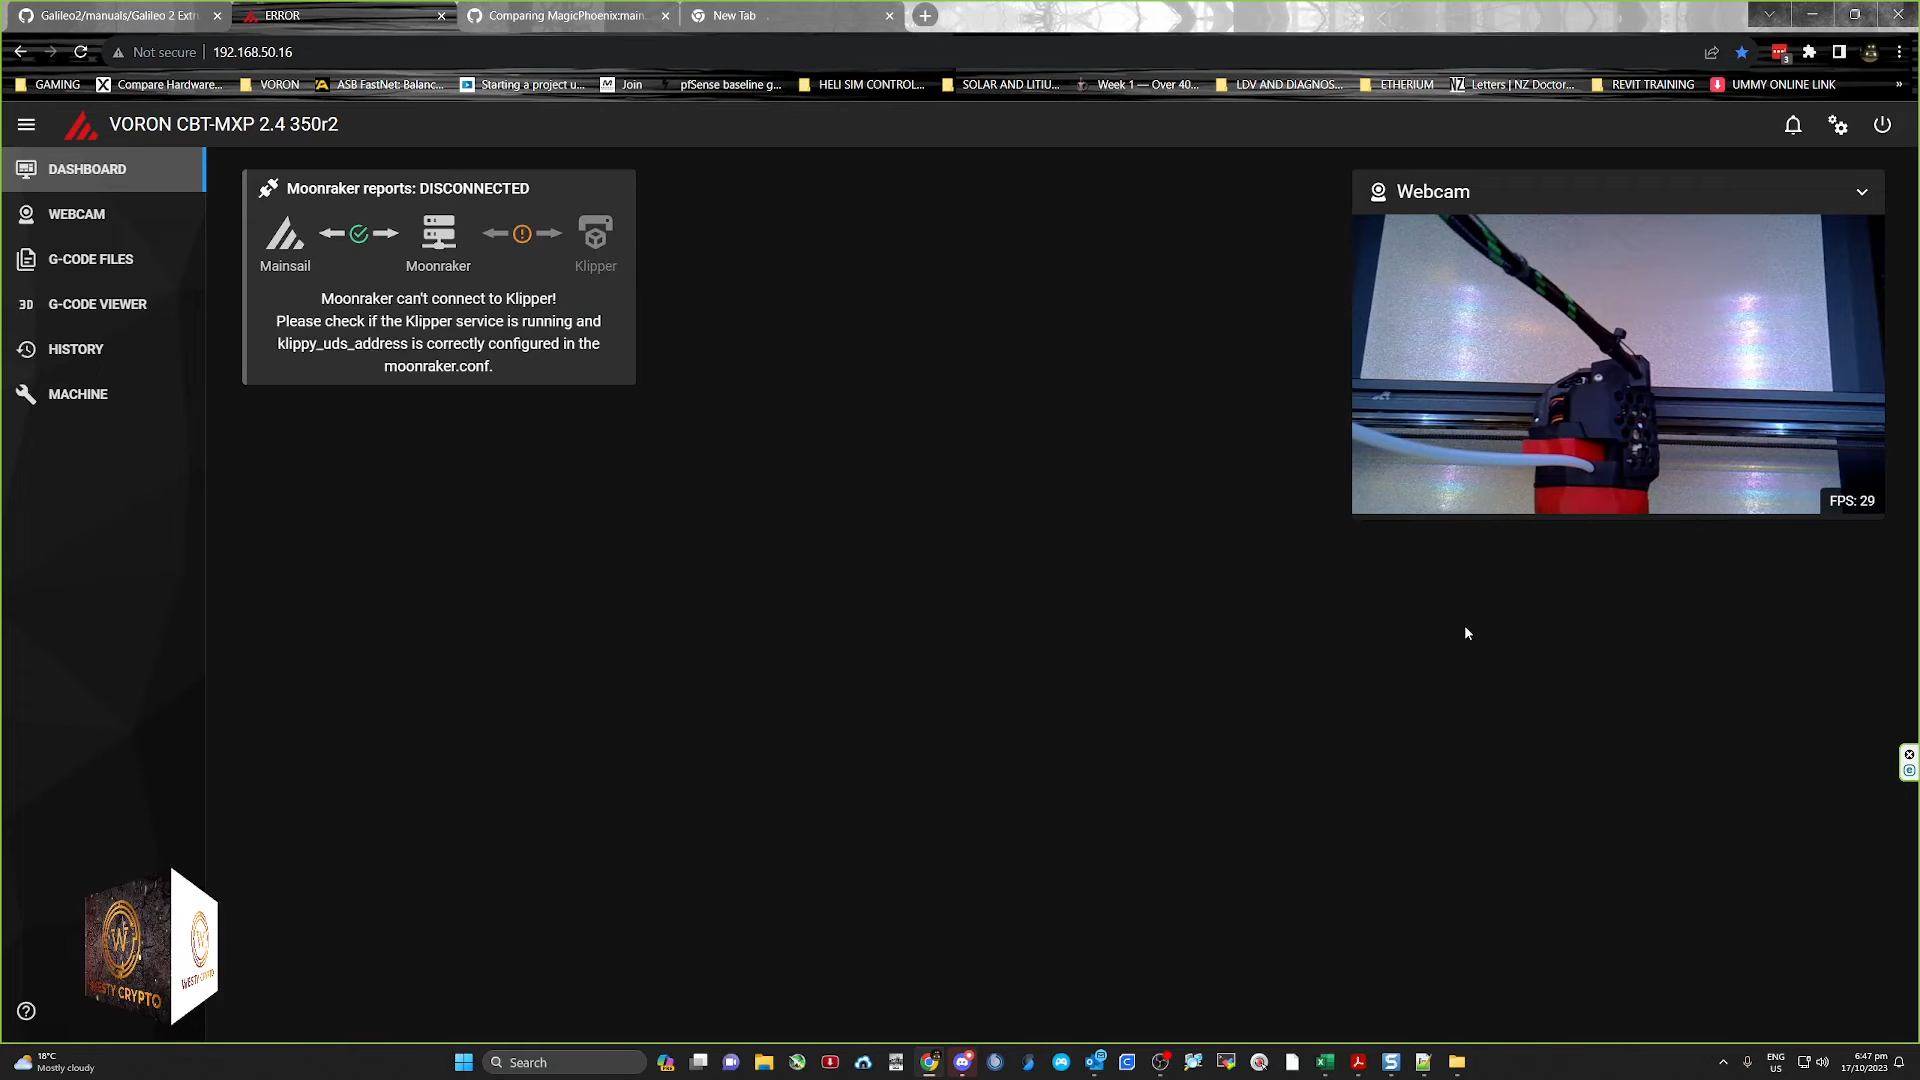 Galileo2/manuals/Galileo 2 Extr
ERROR
Comparing MagicPhoenix:main
New Tab
Not secure
192.168.50.16
3
GAMING
Compare Hardware...
VORON
ASB FastNet: Balanc...
Starting a project u...
Join
pfSense baseline g...
HELI SIM CONTROL...
SOLAR AND LITIU...
Week 1 — Over 40...
LDV AND DIAGNOS...
ETHERIUM
Letters | NZ Doctor...
REVIT TRAINING
UMMY ONLINE LINK
»
VORON CBT-MXP 2.4 350r2
DASHBOARD
WEBCAM
G-CODE FILES
3D G-CODE VIEWER
HISTORY
MACHINE
Moonraker reports: DISCONNECTED
Mainsail
Moonraker
Klipper
Moonraker can't connect to Klipper!
Please check if the Klipper service is running and
klippy_uds_address is correctly configured in the
moonraker.conf.
Webcam
FPS: 29
WESTY CRYPTO
WESTY CRYPTO
18°C
Mostly cloudy
Search
ENG
US
6:47 pm
17/10/2023